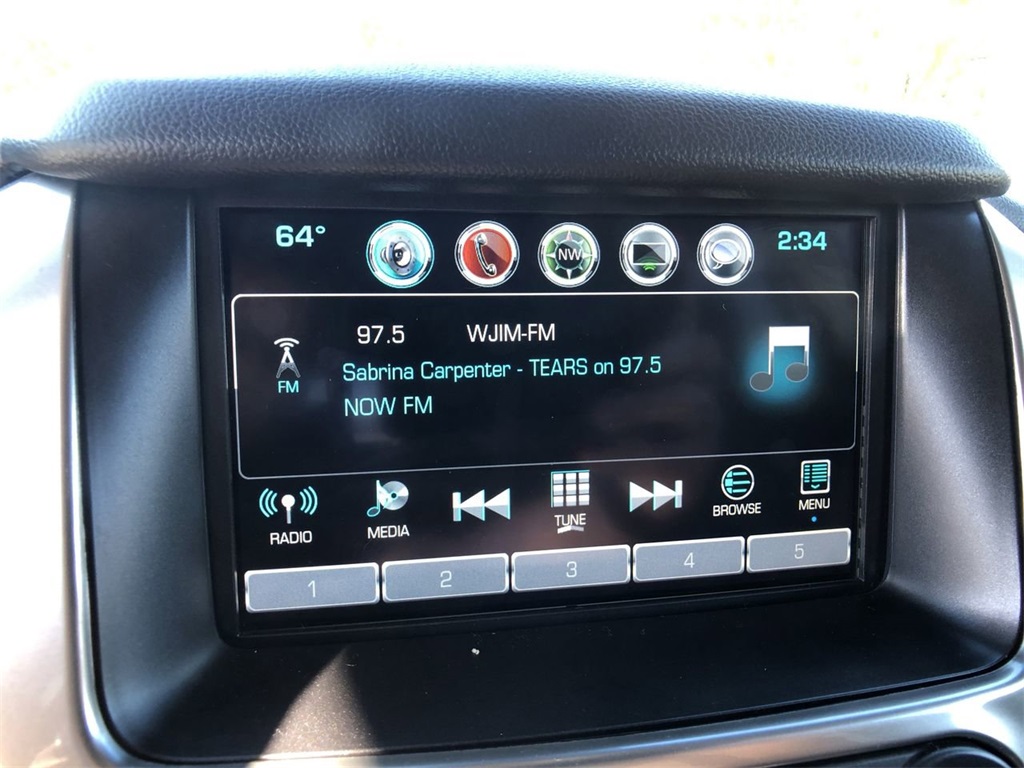 64° NW 2:34
97.5 WJIM-FM
Sabrina Carpenter - TEARS on 97.5
FM NOW FM
RADIO MEDIA TUNE BROWSE MENU
1 2 3 4 5